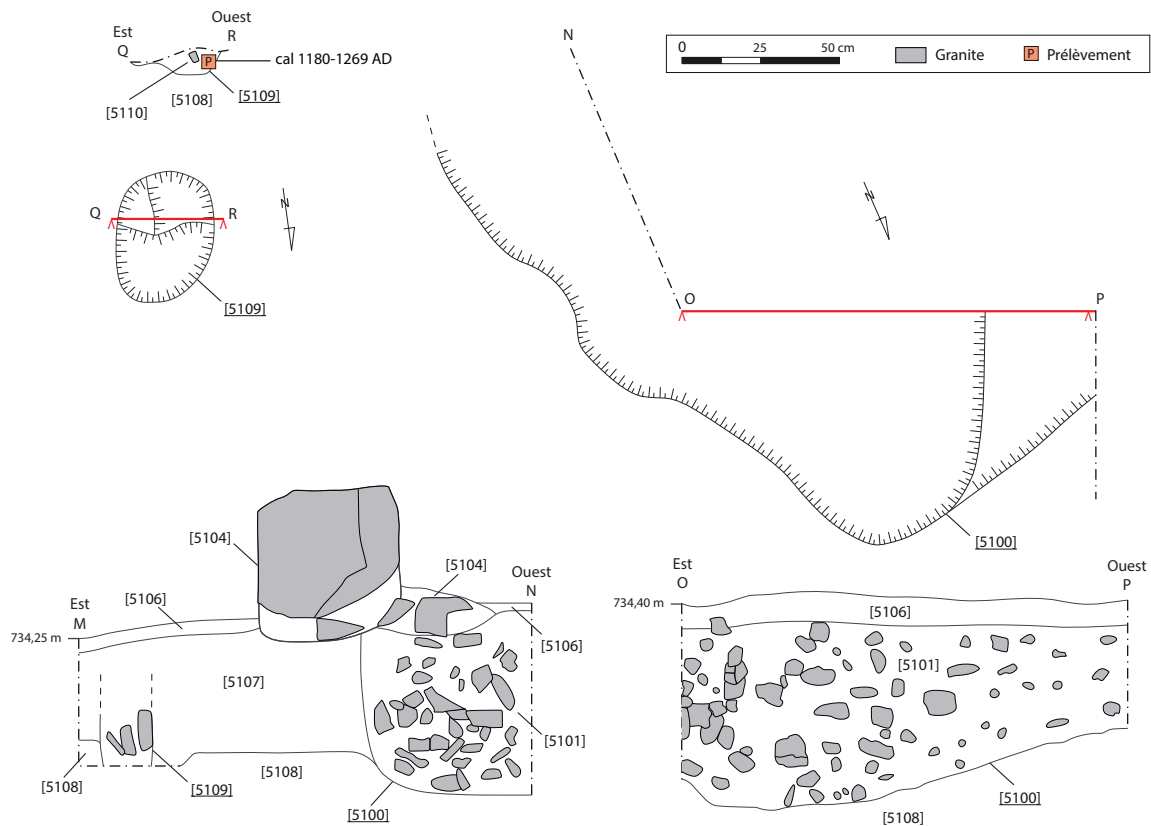 Est
Q
Ouest
R
P
cal 1180-1269 AD
[5110]
[5108]
[5109]
Q
R
N
[5109]
N
0 25 50 cm
Granite
P Prélèvement
N
O
P
[5100]
[5104]
[5104]
Est
M
[5106]
Ouest
N
734,25 m
[5106]
[5107]
[5101]
[5108]
[5109]
[5108]
[5100]
Est
O
Ouest
P
734,40 m
[5106]
[5101]
[5100]
[5108]